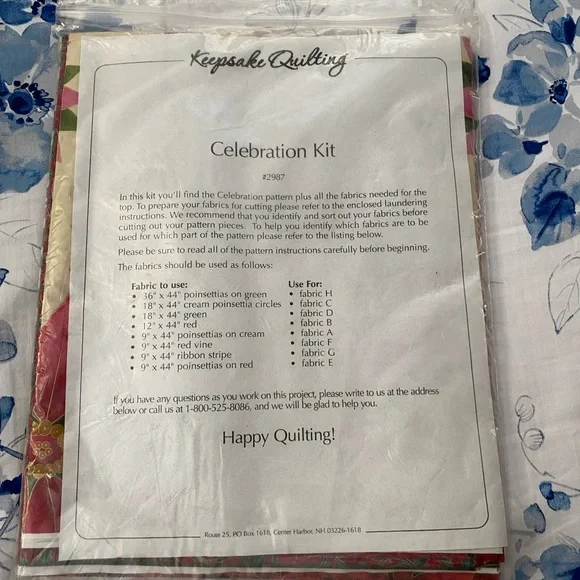 Keepsake Quilting
Celebration Kit
#2987
In this kit you'll find the Celebration pattern plus all the fabrics needed for the
top. To prepare your fabrics for cutting please refer to the enclosed laundering
instructions. We recommend that you identify and sort out your fabrics before
cutting out your pattern pieces. To help you identify which fabrics are to be
used for which part of the pattern please refer to the listing below.
Please be sure to read all of the pattern instructions carefully before beginning.
The fabrics should be used as follows:
Fabric to use: Use For:
• 36" x 44" poinsettias on green • fabric H
• 18" x 44" cream poinsettia circles • fabric C
• 18" x 44" green • fabric D
• 12" x 44" red • fabric B
• 9" x 44" poinsettias on cream • fabric A
• 9" x 44" red vine • fabric F
• 9" x 44" ribbon stripe • fabric G
• 9" x 44" poinsettias on red • fabric E
If you have any questions as you work on this project, please write to us at the address
below or call us at 1-800-525-8086, and we will be glad to help you.
Happy Quilting!
Route 25, PO Box 1618, Center Harbor, NH 03226-1618